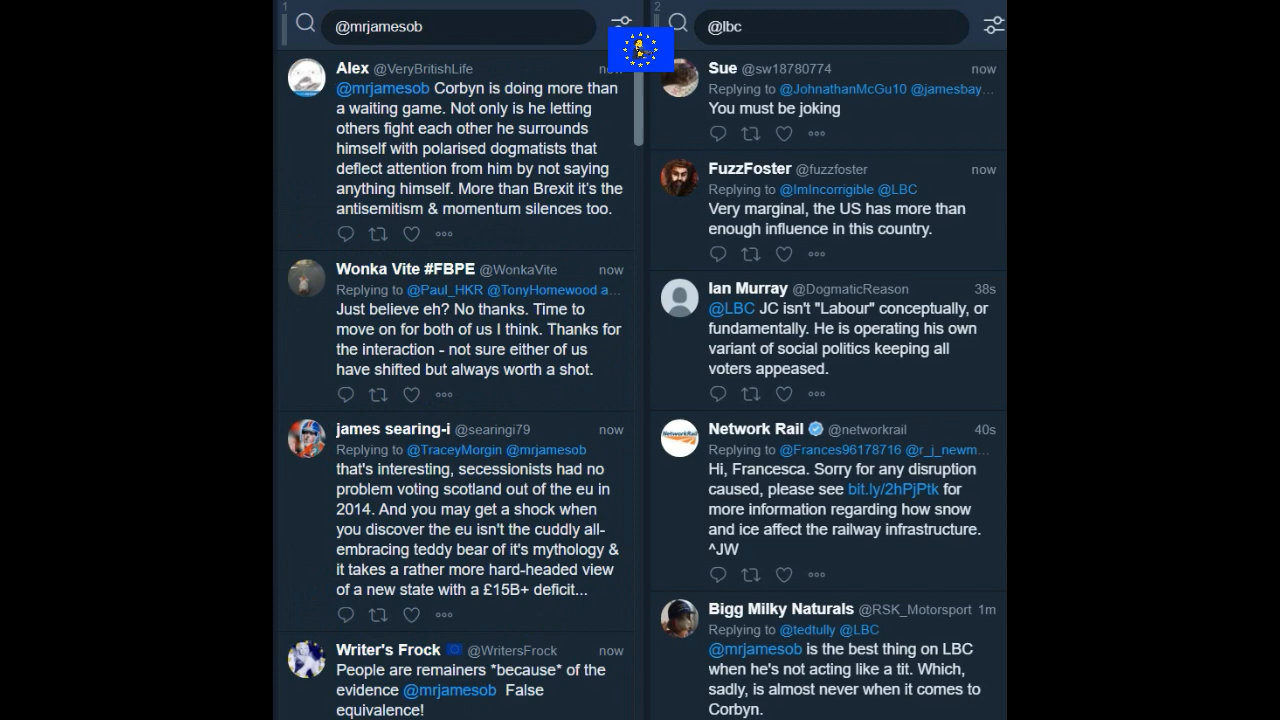 1
@mrjamesob
Alex @VeryBritishLife now
@mrjamesob Corbyn is doing more than
a waiting game. Not only is he letting
others fight each other he surrounds
himself with polarised dogmatists that
deflect attention from him by not saying
anything himself. More than Brexit it's the
antisemitism & momentum silences too.
Wonka Vite #FBPE @WonkaVite now
Replying to @Paul_HKR @TonyHomewood a...
Just believe eh? No thanks. Time to
move on for both of us I think. Thanks for
the interaction - not sure either of us
have shifted but always worth a shot.
james searing-i @searingi79 now
Replying to @TraceyMorgin @mrjamesob
that's interesting, secessionists had no
problem voting scotland out of the eu in
2014. And you may get a shock when
you discover the eu isn't the cuddly all-
embracing teddy bear of it's mythology &
it takes a rather more hard-headed view
of a new state with a £15B+ deficit...
Writer's Frock @WritersFrock now
People are remainers *because* of the
evidence @mrjamesob False
equivalence!
2
@lbc
Sue @sw18780774 now
Replying to @JohnathanMcGu10 @jamesbay...
You must be joking
FuzzFoster @fuzzfoster now
Replying to @ImIncorrigible @LBC
Very marginal, the US has more than
enough influence in this country.
Ian Murray @DogmaticReason 38s
@LBC JC isn't "Labour" conceptually, or
fundamentally. He is operating his own
variant of social politics keeping all
voters appeased.
Network Rail @networkrail 40s
Replying to @Frances96178716 @r_j_newm...
Hi, Francesca. Sorry for any disruption
caused, please see bit.ly/2hPjPtk for
more information regarding how snow
and ice affect the railway infrastructure.
^JW
Bigg Milky Naturals @RSK_Motorsport 1m
Replying to @tedtully @LBC
@mrjamesob is the best thing on LBC
when he's not acting like a tit. Which,
sadly, is almost never when it comes to
Corbyn.